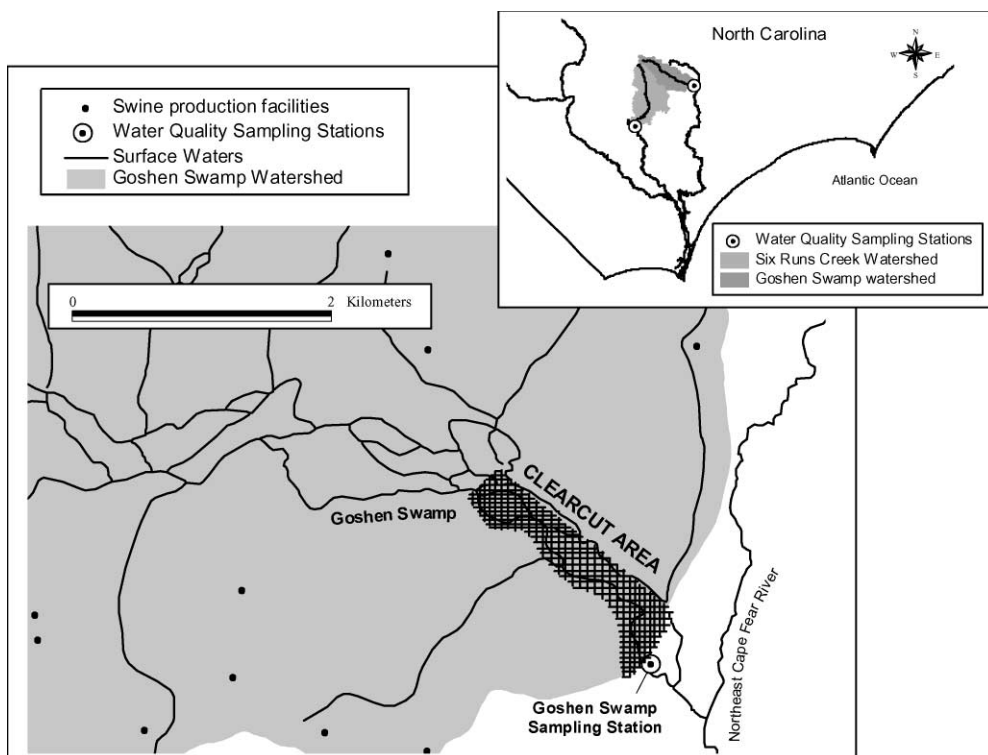 Swine production facilities
Water Quality Sampling Stations
Surface Waters
Goshen Swamp Watershed
North Carolina
N
W E
S
Atlantic Ocean
Water Quality Sampling Stations
Six Runs Creek Watershed
Goshen Swamp watershed
0 2 Kilometers
CLEARCUT AREA
Goshen Swamp
Northeast Cape Fear River
Goshen Swamp
Sampling Station